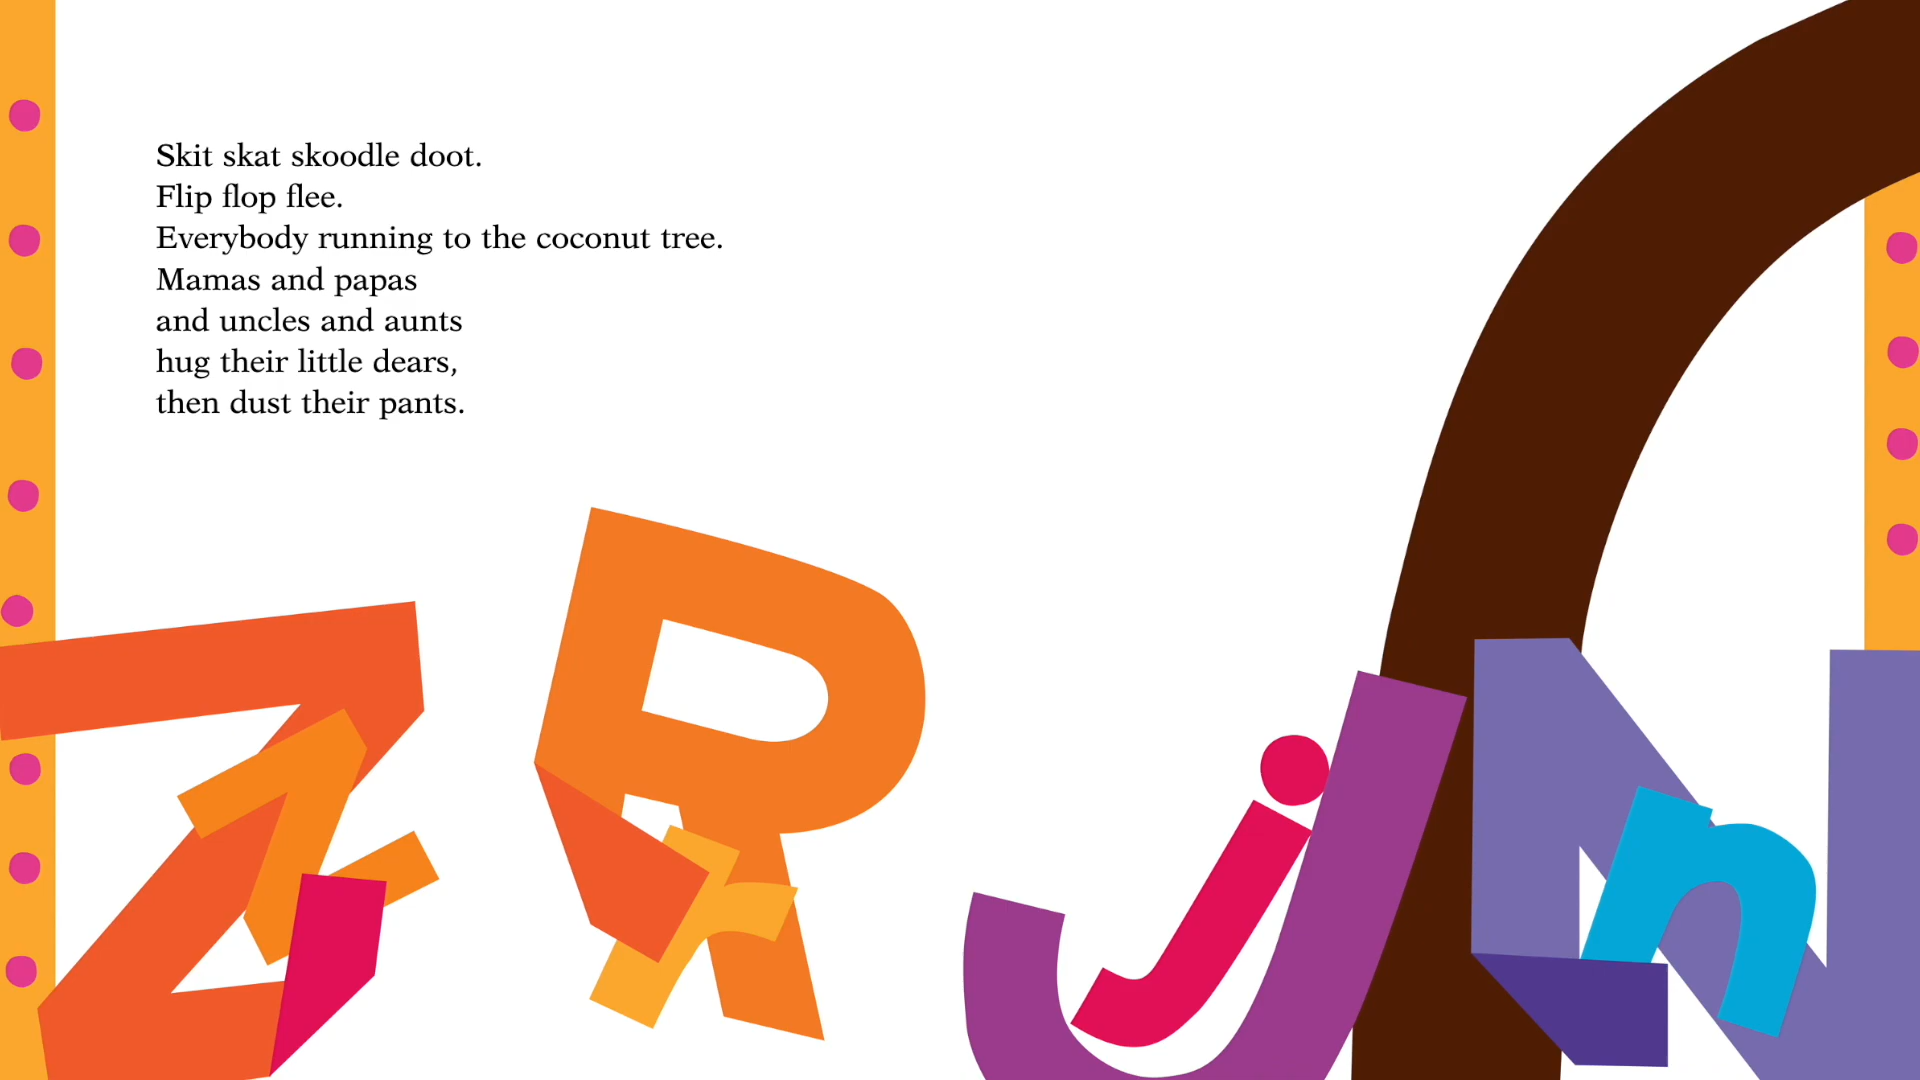 Skit skat skoodle doot.
Flip flop flee.
Everybody running to the coconut tree.
Mamas and papas
and uncles and aunts
hug their little dears,
then dust their pants.
Z z R r J j N n